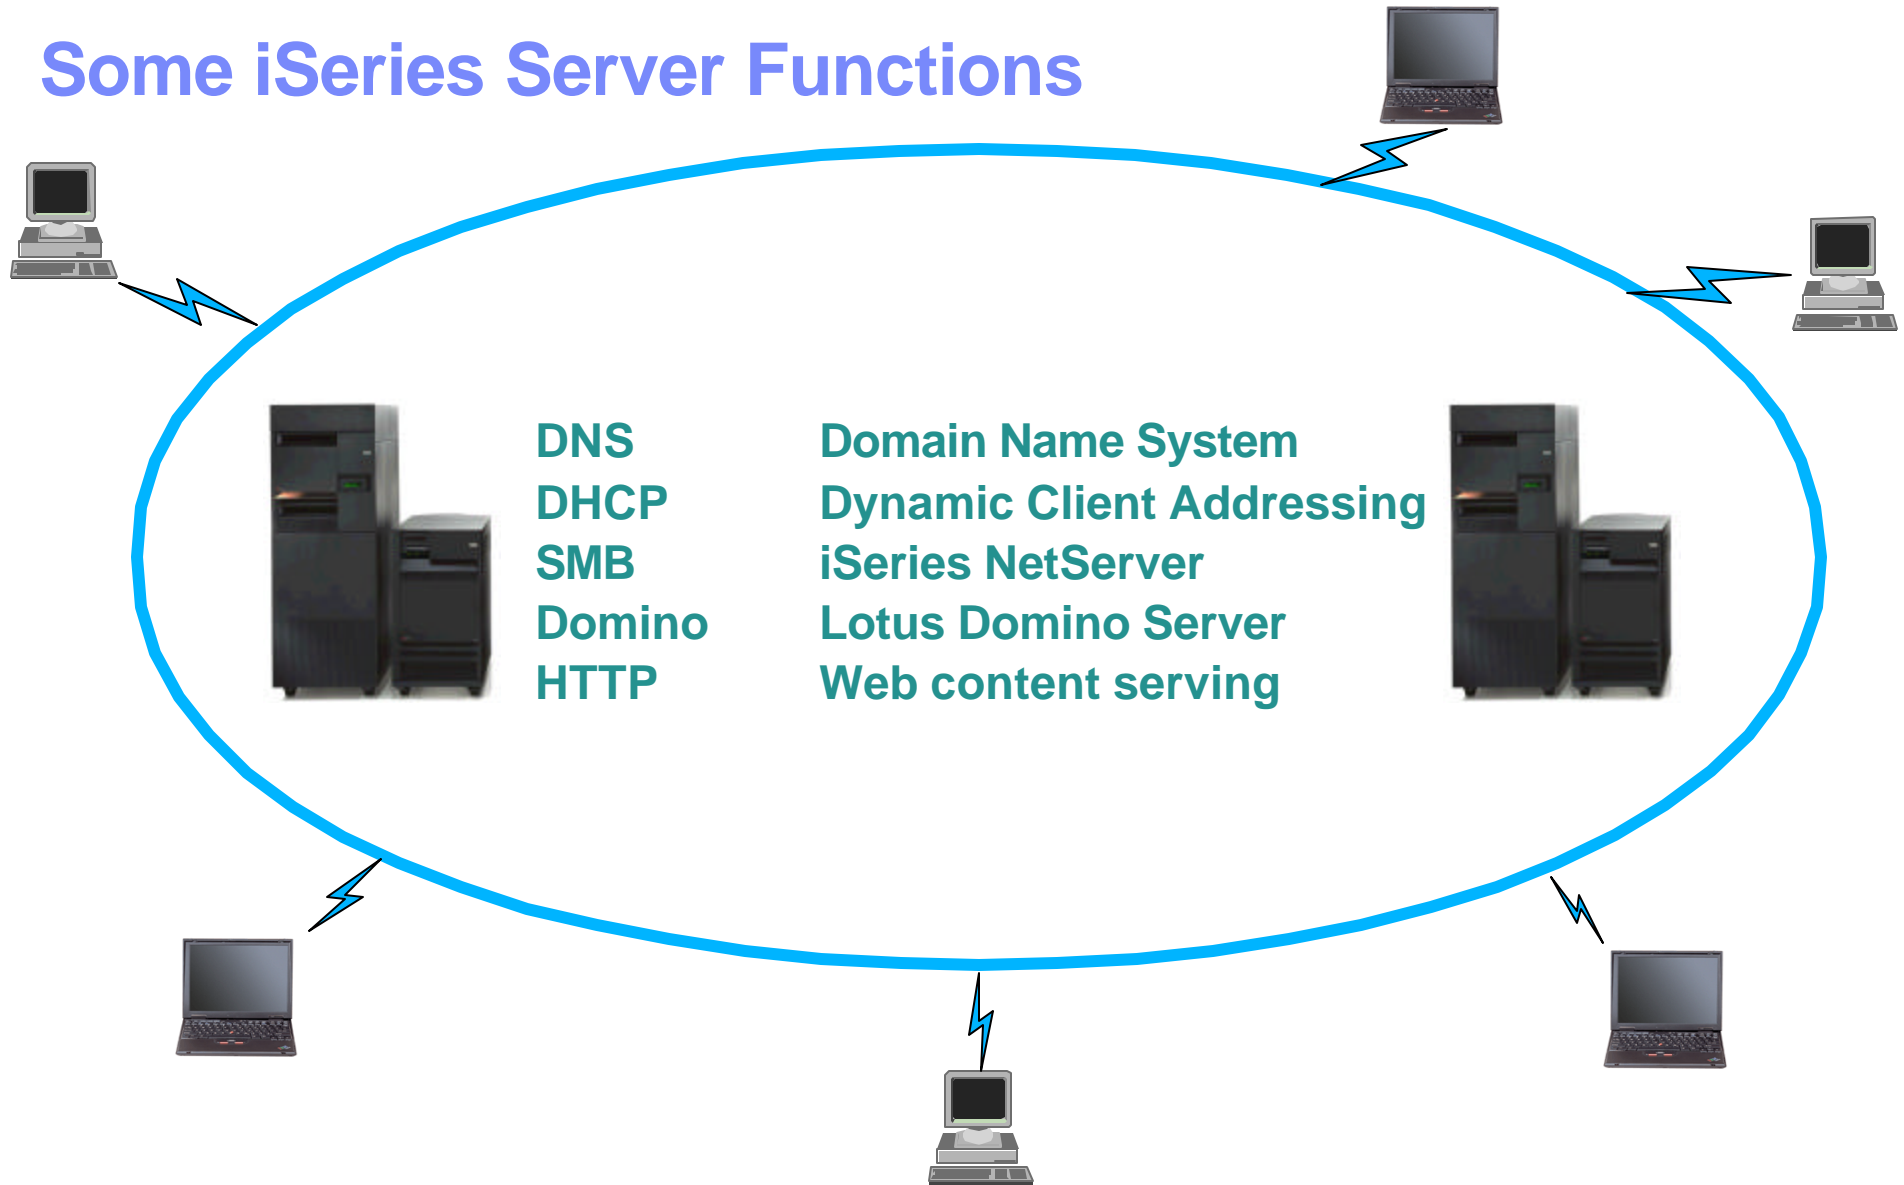 Some iSeries Server Functions
DNS Domain Name System
DHCP Dynamic Client Addressing
SMB iSeries NetServer
Domino Lotus Domino Server
HTTP Web content serving